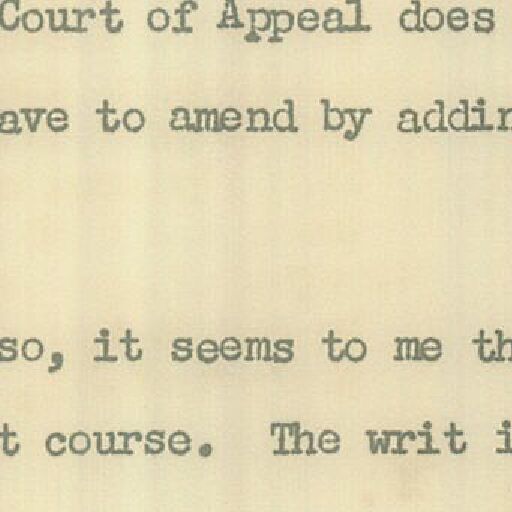 Court of Appeal does
ave to amend by addin
so, it seems to me th
t course.  The writ i